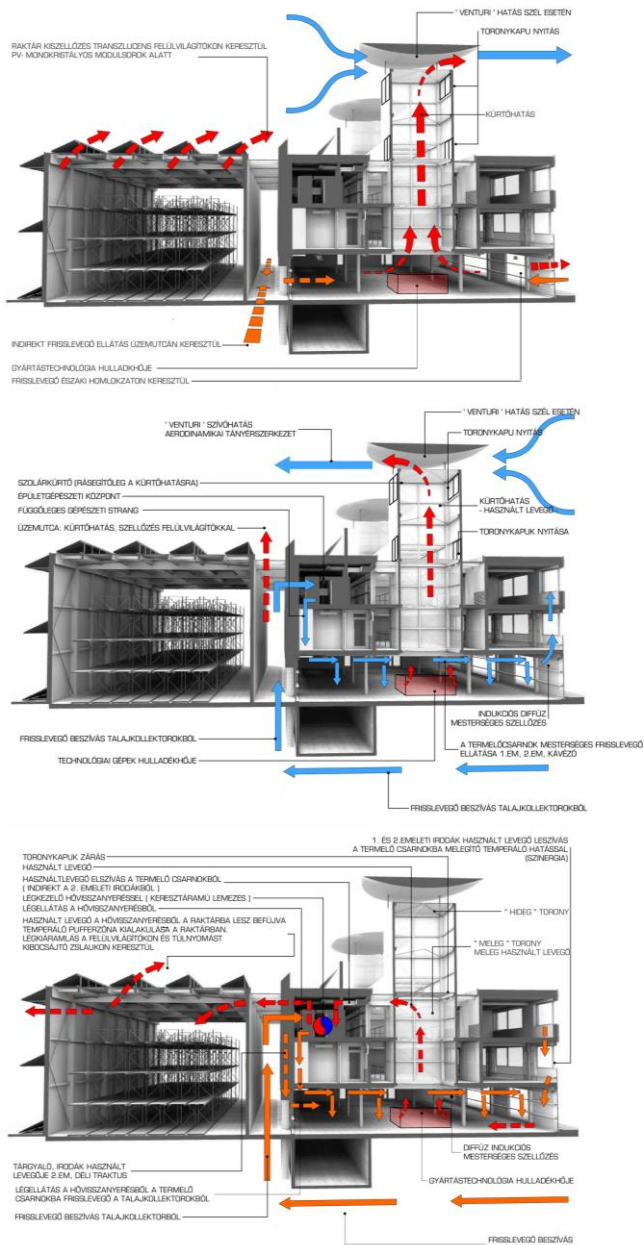 ' VENTURI ' HATÁS SZÉL ESETÉN
TORONYKAPU NYITÁS
RAKTÁR KISZELLŐZÉS TRANSZLUCENS FELÜLVILÁGÍTÓKON KERESZTÜL
PV- MONOKRISTÁLYOS MODULSOROK ALATT
KÜRTŐHATÁS
INDIREKT FRISSLEVEGŐ ELLÁTÁS ÜZEMUTCÁN KERESZTÜL
GYÁRTÁSTECHNOLÓGIA HULLADKHŐJE
FRISSLEVEGŐ ÉSZAKI HOMLOKZATON KERESZTÜL
' VENTURI ' SZÍVÓHATÁS
AERODINAMIKAI TÁNYÉRSZERKEZET
' VENTURI ' HATÁS SZÉL ESETÉN
TORONYKAPU NYITÁS
SZOLÁRKÜRTŐ (RÁSEGÍTŐLEG A KÜRTŐHATÁSRA)
ÉPÜLETGÉPÉSZETI KÖZPONT
FÜGGŐLEGES GÉPÉSZETI STRANG
ÜZEMUTCA: KÜRTŐHATÁS, SZELLŐZÉS FELÜLVILÁGÍTÓKKAL
KÜRTŐHATÁS
- HASZNÁLT LEVEGŐ
TORONYKAPUK NYITÁSA
INDUKCIÓS DIFFÚZ
MESTERSÉGES SZELLŐZÉS
FRISSLEVEGŐ BESZÍVÁS TALAJKOLLEKTOROKBÓL
TECHNOLÓGIAI GÉPEK HULLADÉKHŐJE
A TERMELŐCSARNOK MESTERSÉGES FRISSLEVEGŐ
ELLÁTÁSA 1.EM, 2.EM, KÁVÉZÓ
FRISSLEVEGŐ BESZÍVÁS TALAJKOLLEKTOROKBÓL
1. ÉS 2.EMELETI IRODÁK HASZNÁLT LEVEGŐ LESZÍVÁS
A TERMELŐ CSARNOKBA MELEGÍTŐ TEMPERÁLÓ HATÁSSAL
(SZINERGIA)
TORONYKAPUK ZÁRÁS
HASZNÁLT LEVEGŐ
HASZNÁLTLEVEGŐ ELSZÍVÁS A TERMELŐ CSARNOKBÓL
( INDIREKT A 2. EMELETI IRODÁKBÓL )
LÉGKEZELŐ HŐVISSZANYERÉSSEL ( KERESZTÁRAMÚ LEMEZES )
LÉGELLÁTÁS A HŐVISSZANYERÉSBŐL
HASZNÁLT LEVEGŐ A HŐVISSZANYERÉSBŐL A RAKTÁRBA LESZ BEFÚJVA
TEMPERÁLÓ PUFFERZÓNA KIALAKULÁSA A RAKTÁRBAN.
LÉGKIÁRAMLÁS A FELÜLVILÁGÍTÓKON ÉS TÚLNYOMÁST
KIBOCSÁJTÓ ZSLAUKON KERESZTÜL
" HIDEG " TORONY
" MELEG " TORONY
MELEG HASZNÁLT LEVEGŐ
TÁRGYALÓ, IRODÁK HASZNÁLT
LEVEGŐJE 2.EM, DÉLI TRAKTUS
DIFFÚZ INDUKCIÓS
MESTERSÉGES SZELLŐZÉS
GYÁRTÁSTECHNOLÓGIA HULLADÉKHŐJE
LÉGELLÁTÁS A HŐVISSZANYERÉSBŐL A TERMELŐ
CSARNOKBA FRISSLEVEGŐ A TALAJKOLLEKTOROKBÓL
FRISSLEVEGŐ BESZÍVÁS TALAJKOLLEKTORBÓL
FRISSLEVEGŐ BESZÍVÁS